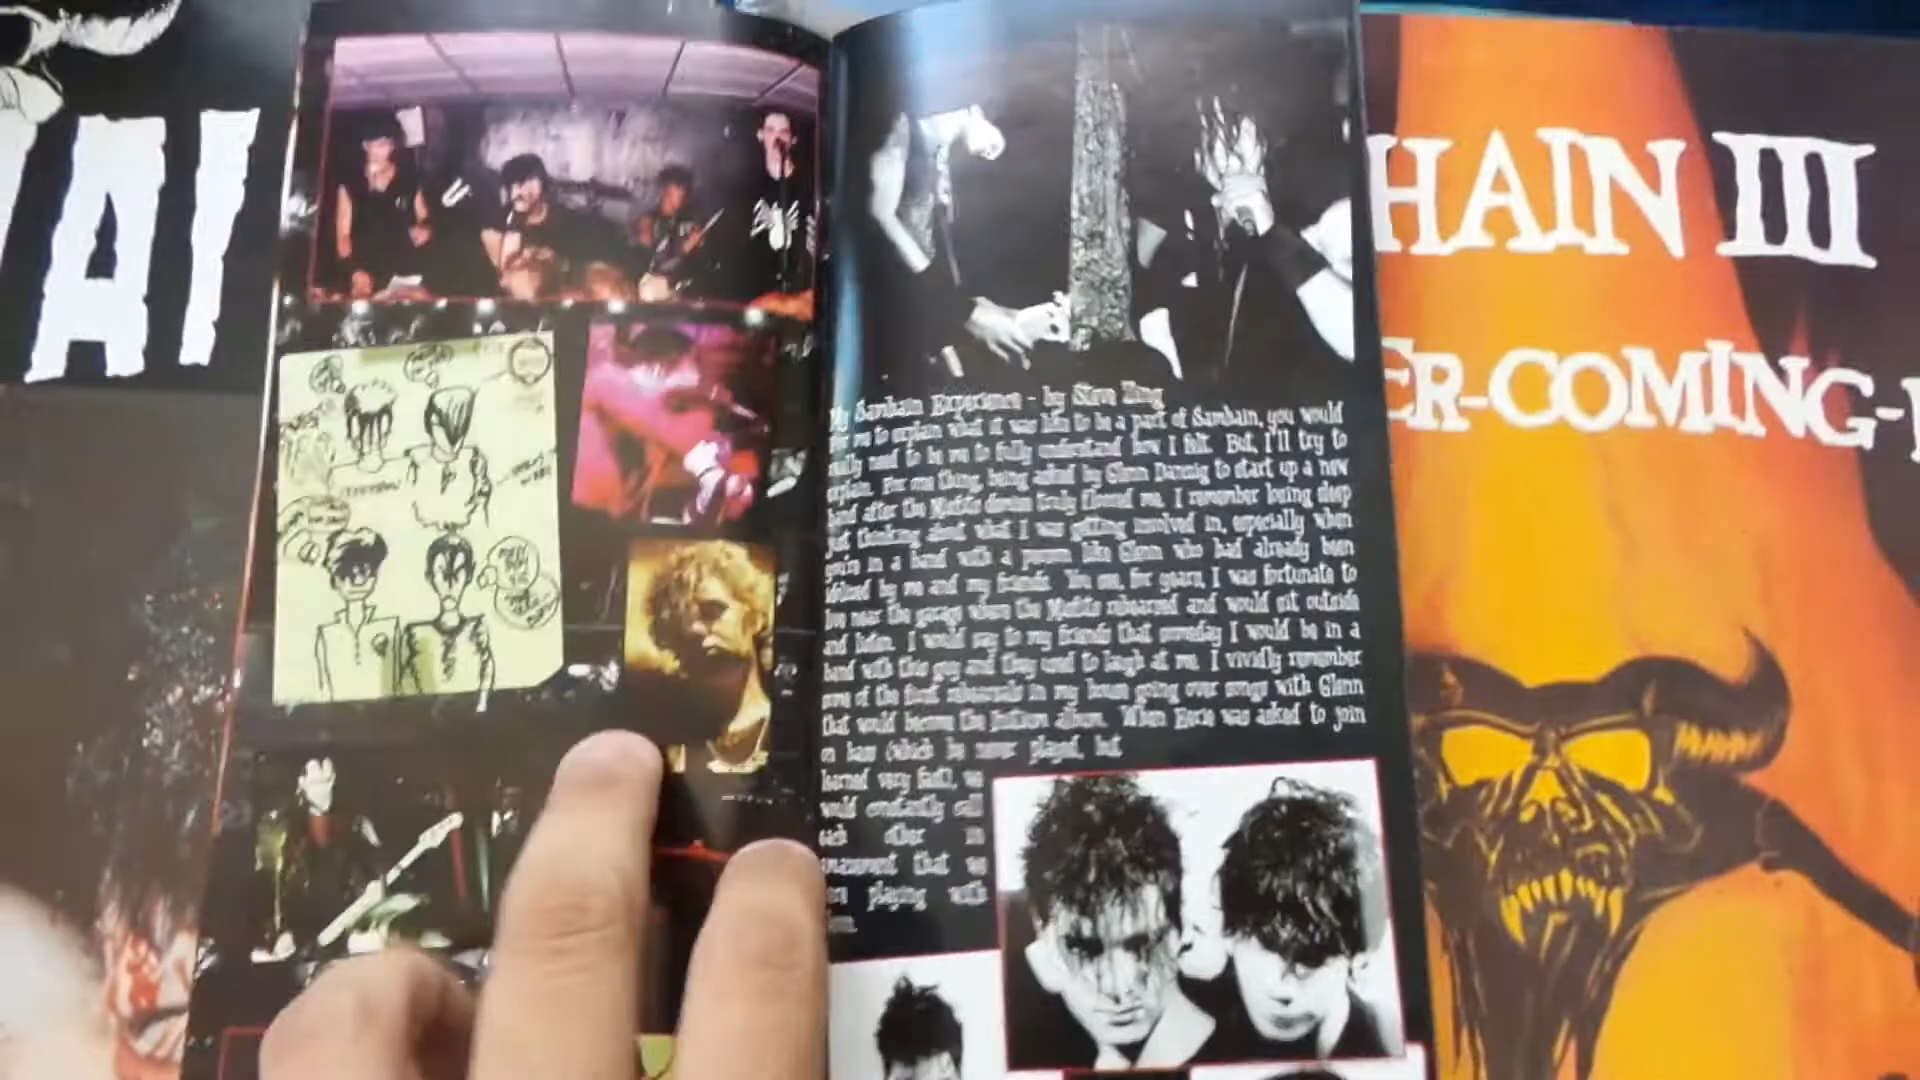 AI
My Samhain Experience - by Steve Zing
For me to explain what it was like to be a part of Samhain, you would
really need to be me to fully understand how I felt. But, I'll try to
explain. For one thing, being asked by Glenn Danzig to start up a new
band after the Misfits demise truly floored me. I remember losing sleep
just thinking about what I was getting involved in, especially when
you're in a band with a person like Glenn who had already been
idolized by me and my friends. You see, for years, I was fortunate to
live near the garage where the Misfits rehearsed and would sit outside
and listen. I would say to my friends that someday I would be in a
band with this guy and they used to laugh at me. I vividly remember
some of the first rehearsals in my house going over songs with Glenn
that would become the Initium album. When Eerie was asked to join
on bass (which he never played, but
learned very fast), we
would constantly call
each other in
amazement that we
playing with
HAIN III
ER-COMING-